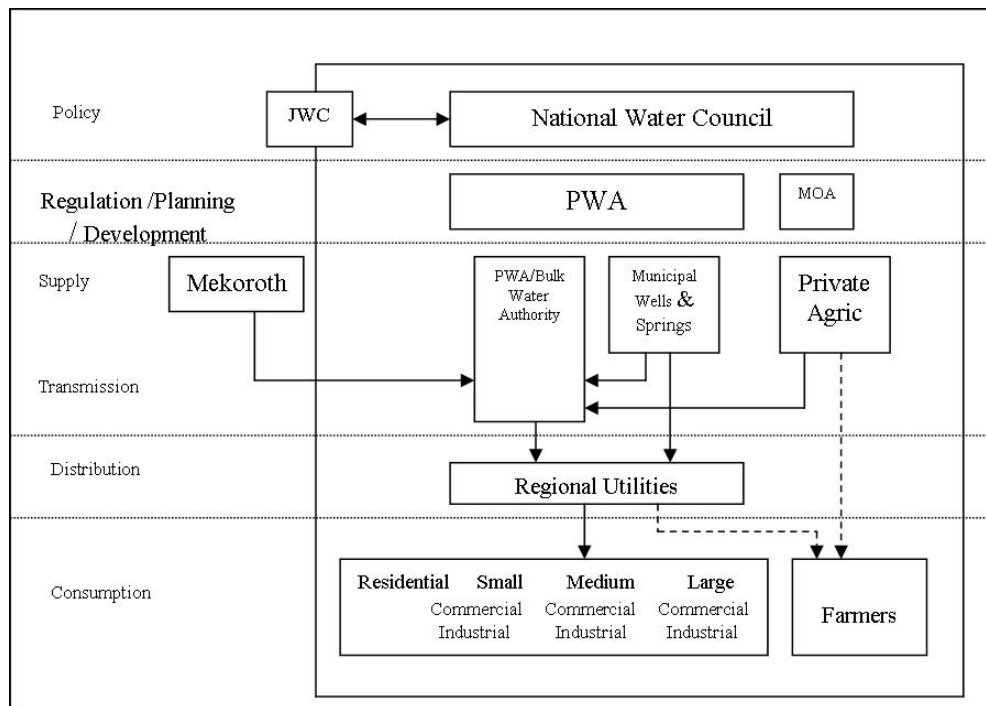 Policy
JWC
National Water Council
Regulation /Planning
/ Development
PWA
MOA
Supply
Mekoroth
PWA/Bulk
Water
Authority
Municipal
Wells &
Springs
Private
Agric
Transmission
Distribution
Regional Utilities
Consumption
Residential Small Medium Large
Commercial Commercial Commercial
Industrial Industrial Industrial
Farmers